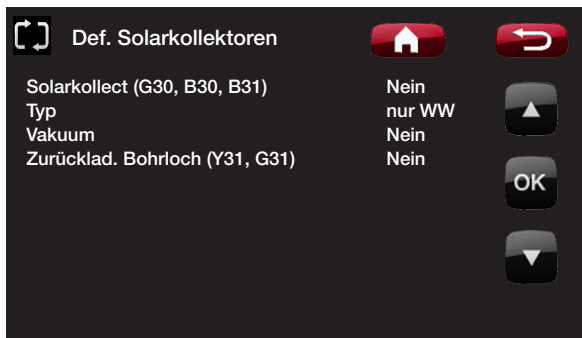 Def. Solarkollektoren
Solarkollect (G30, B30, B31) Nein
Typ nur WW
Vakuum Nein
Zurücklad. Bohrloch (Y31, G31) Nein
OK